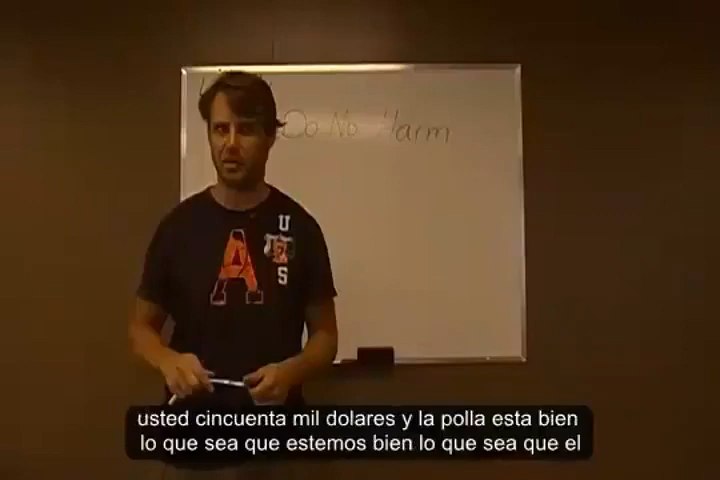 Do No Harm
A
U
S
usted cincuenta mil dolares y la polla esta bien
lo que sea que estemos bien lo que sea que el